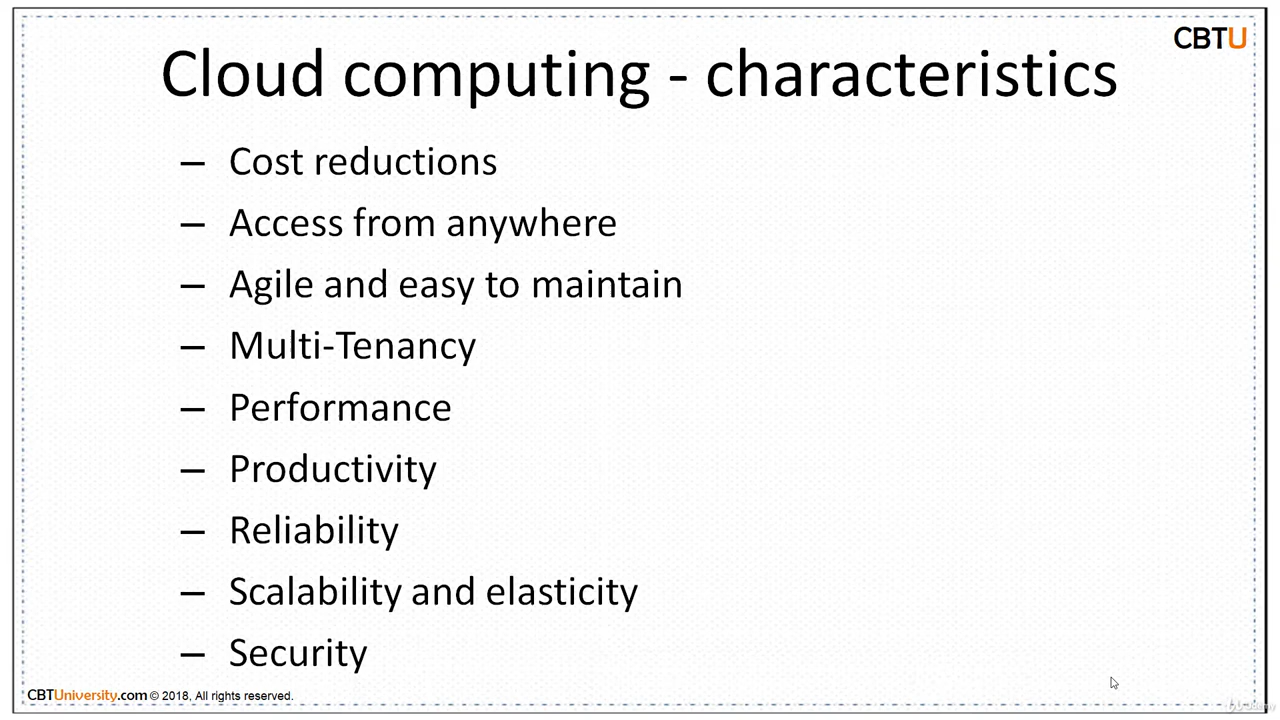 CBTU
Cloud computing - characteristics
– Cost reductions
– Access from anywhere
– Agile and easy to maintain
– Multi-Tenancy
– Performance
– Productivity
– Reliability
– Scalability and elasticity
– Security
CBTUniversity.com © 2018, All rights reserved.